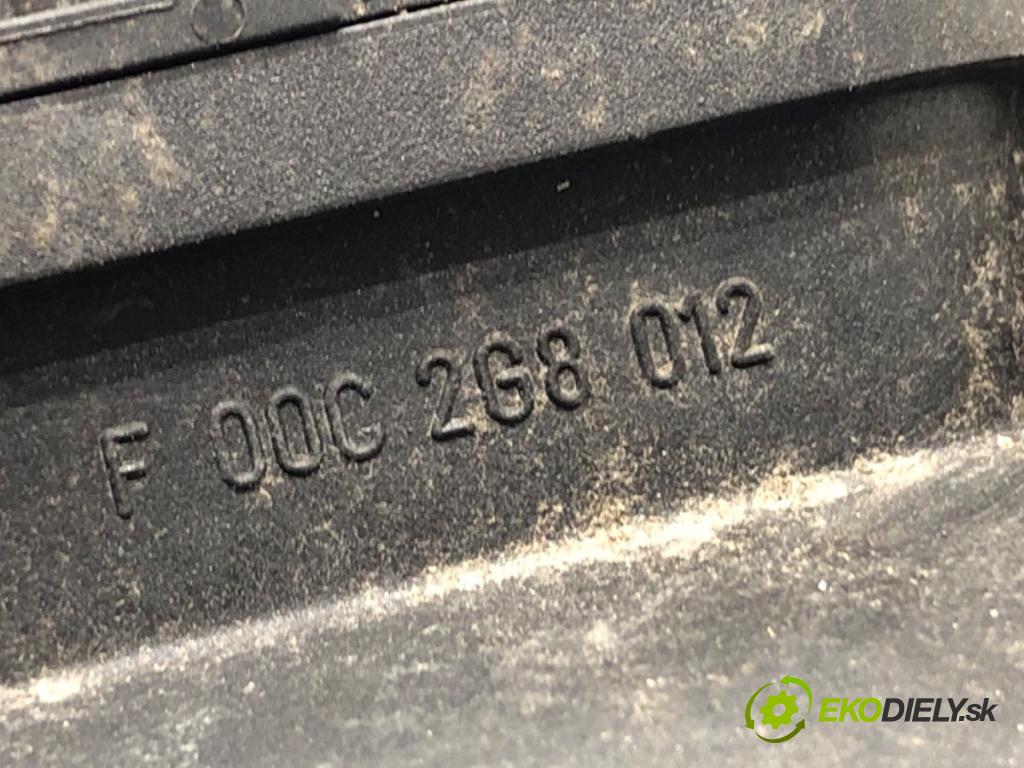 F 00C 2G8 012
EKODIELY.sk